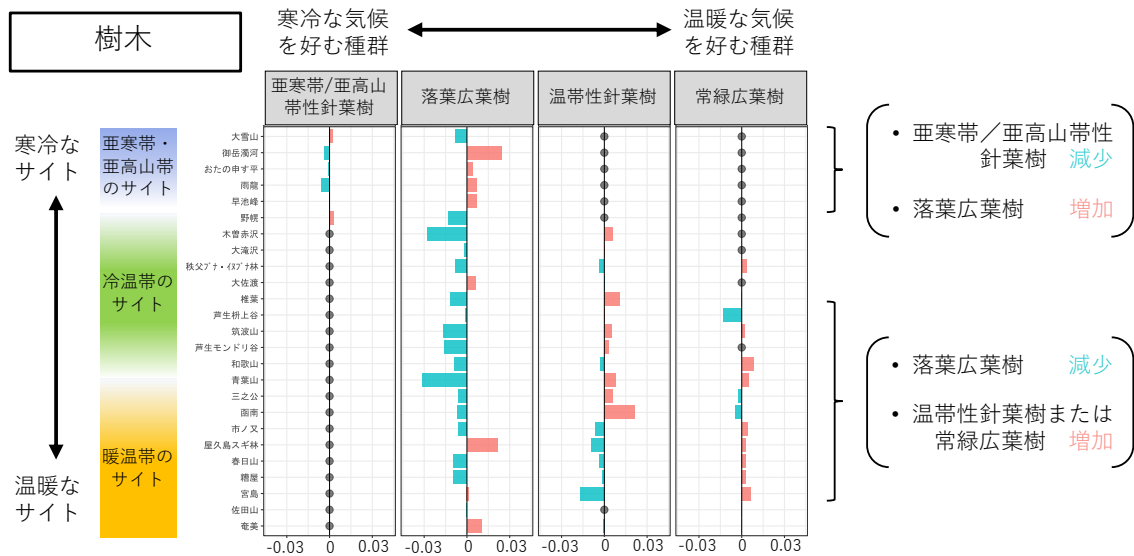 樹木
寒冷な気候
を好む種群
温暖な気候
を好む種群
亜寒帯/亜高山
帯性針葉樹
落葉広葉樹
温帯性針葉樹
常緑広葉樹
寒冷な
サイト
温暖な
サイト
亜寒帯・
亜高山帯
のサイト
冷温帯の
サイト
暖温帯の
サイト
大雪山
御岳濁河
おたの申す平
雨龍
早池峰
野幌
木曽赤沢
大滝沢
秩父ブナ・イヌブナ林
大佐渡
椎葉
芦生枡上谷
筑波山
芦生モンドリ谷
和歌山
青葉山
三之公
函南
市ノ又
屋久島スギ林
春日山
糟屋
宮島
佐田山
奄美
-0.03 0 0.03
-0.03 0 0.03
-0.03 0 0.03
-0.03 0 0.03
• 亜寒帯／亜高山帯性
針葉樹 減少
• 落葉広葉樹 増加
• 落葉広葉樹 減少
• 温帯性針葉樹または
常緑広葉樹 増加